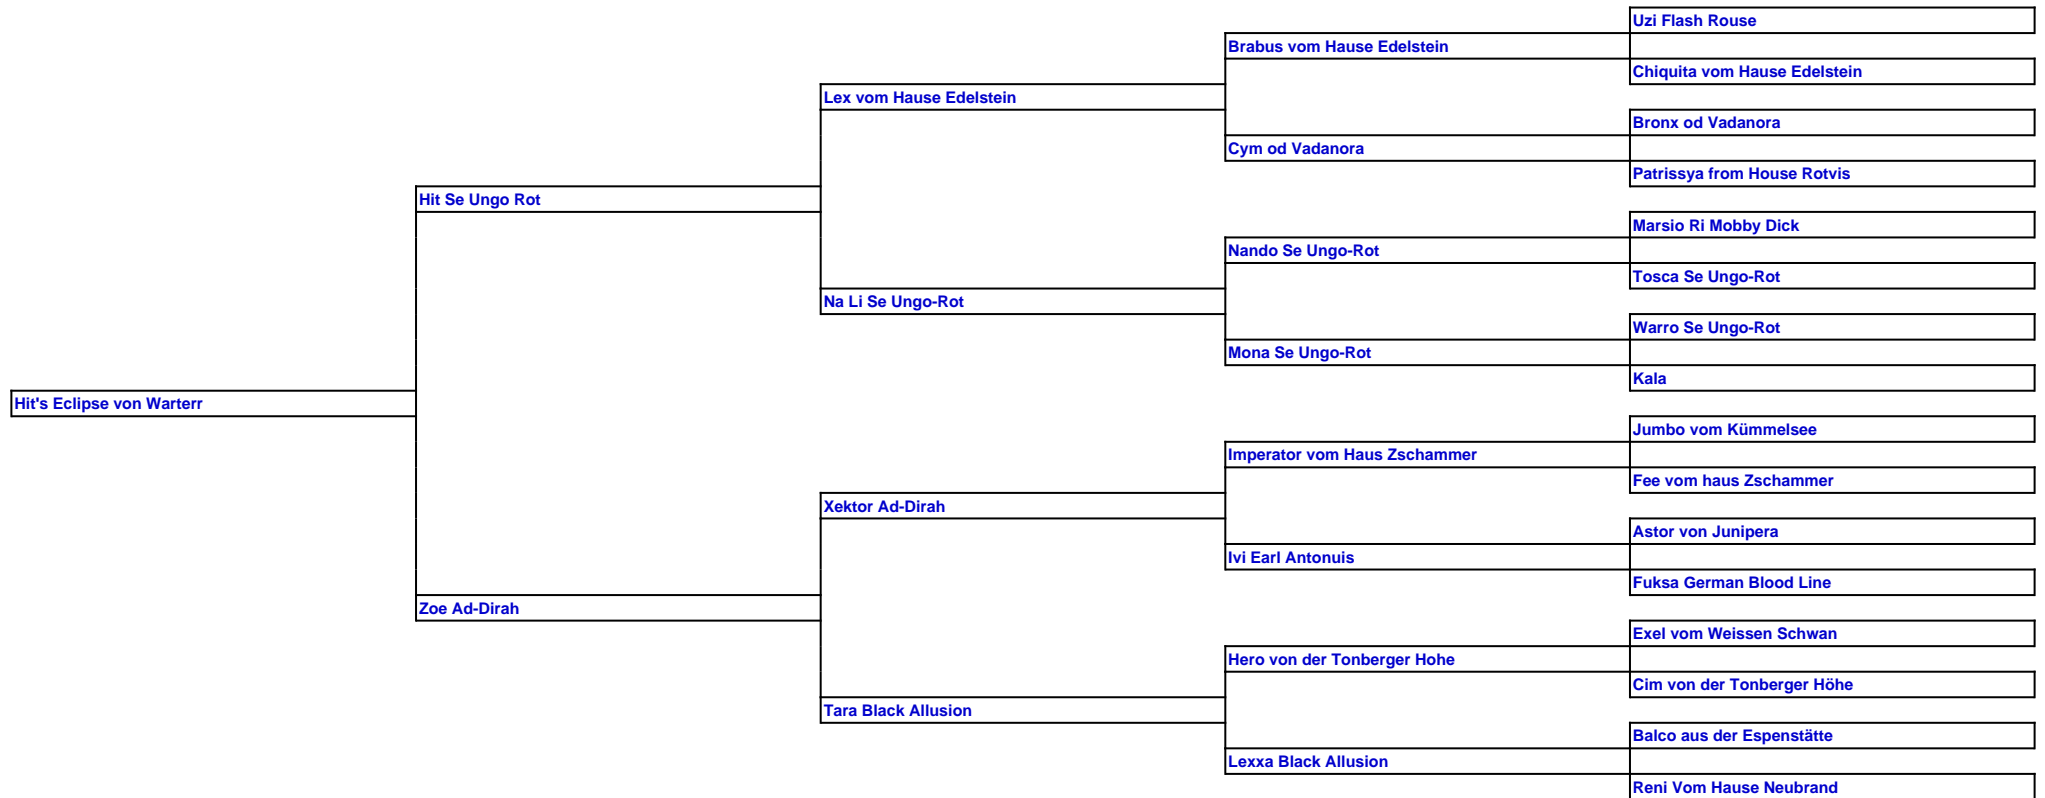 Uzi Flash Rouse
Brabus vom Hause Edelstein
Chiquita vom Hause Edelstein
Lex vom Hause Edelstein
Bronx od Vadanora
Cym od Vadanora
Patrissya from House Rotvis
Hit Se Ungo Rot
Marsio Ri Mobby Dick
Nando Se Ungo-Rot
Tosca Se Ungo-Rot
Na Li Se Ungo-Rot
Warro Se Ungo-Rot
Mona Se Ungo-Rot
Kala
Hit's Eclipse von Warterr
Jumbo vom Kümmelsee
Imperator vom Haus Zschammer
Fee vom haus Zschammer
Xektor Ad-Dirah
Astor von Junipera
Ivi Earl Antonuis
Fuksa German Blood Line
Zoe Ad-Dirah
Exel vom Weissen Schwan
Hero von der Tonberger Hohe
Cim von der Tonberger Höhe
Tara Black Allusion
Balco aus der Espenstätte
Lexxa Black Allusion
Reni Vom Hause Neubrand